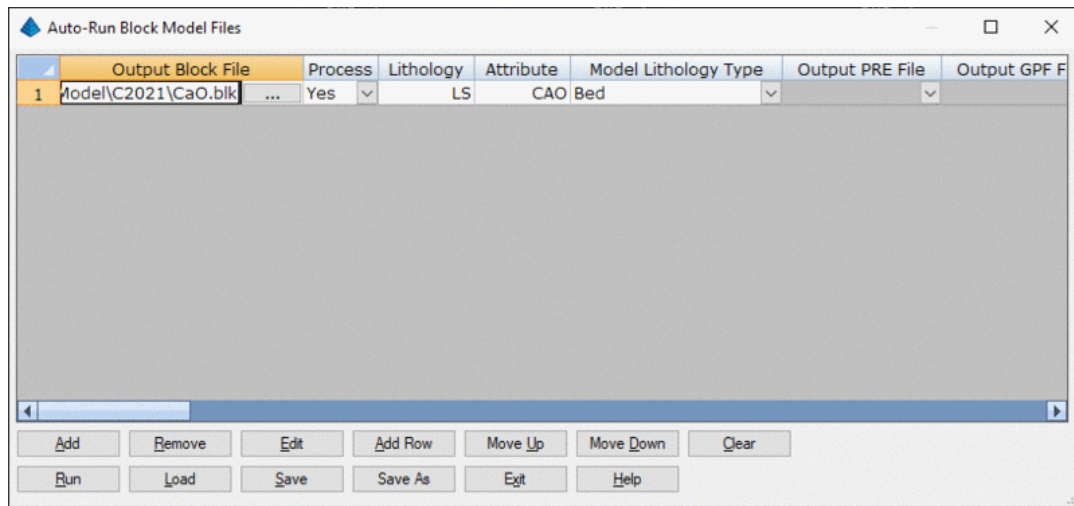 Auto-Run Block Model Files
Output Block File Process Lithology Attribute Model Lithology Type Output PRE File Output GPF F
1 Model\C2021\CaO.blk ... Yes LS CAO Bed
Add Remove Edit Add Row Move Up Move Down Clear
Run Load Save Save As Exit Help